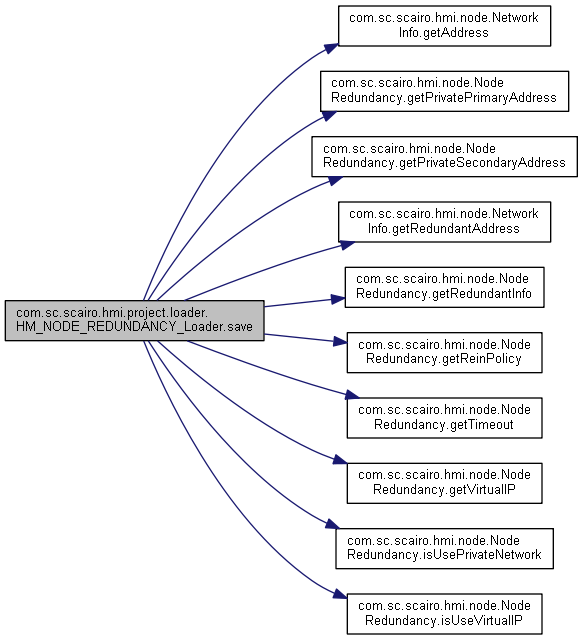 com.sc.scairo.hmi.node.Network
Info.getAddress
com.sc.scairo.hmi.node.Node
Redundancy.getPrivatePrimaryAddress
com.sc.scairo.hmi.node.Node
Redundancy.getPrivateSecondaryAddress
com.sc.scairo.hmi.node.Network
Info.getRedundantAddress
com.sc.scairo.hmi.node.Node
Redundancy.getRedundantInfo
com.sc.scairo.hmi.project.loader.
HM_NODE_REDUNDANCY_Loader.save
com.sc.scairo.hmi.node.Node
Redundancy.getReinPolicy
com.sc.scairo.hmi.node.Node
Redundancy.getTimeout
com.sc.scairo.hmi.node.Node
Redundancy.getVirtualIP
com.sc.scairo.hmi.node.Node
Redundancy.isUsePrivateNetwork
com.sc.scairo.hmi.node.Node
Redundancy.isUseVirtualIP